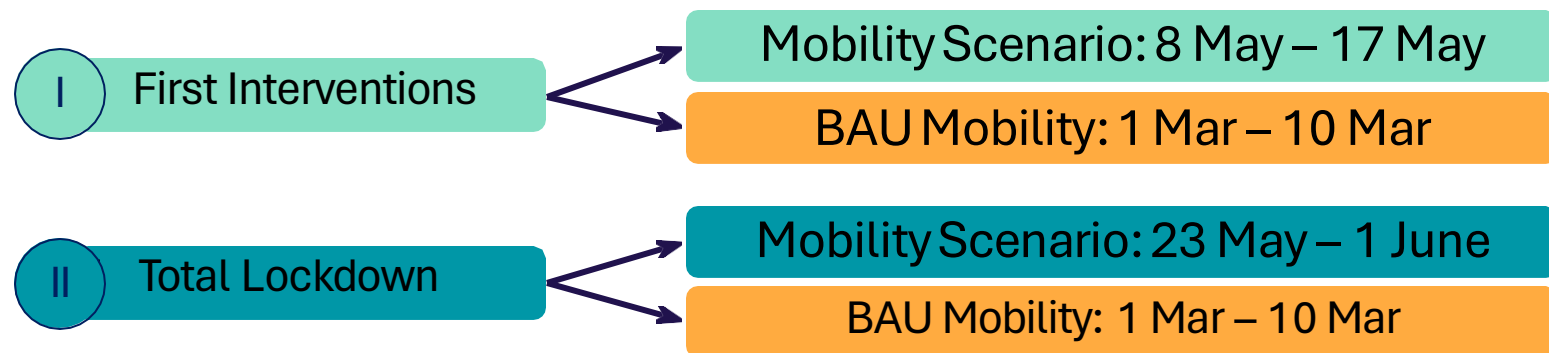 I
First Interventions
Mobility Scenario: 8 May – 17 May
BAU Mobility: 1 Mar – 10 Mar
II
Total Lockdown
Mobility Scenario: 23 May – 1 June
BAU Mobility: 1 Mar – 10 Mar